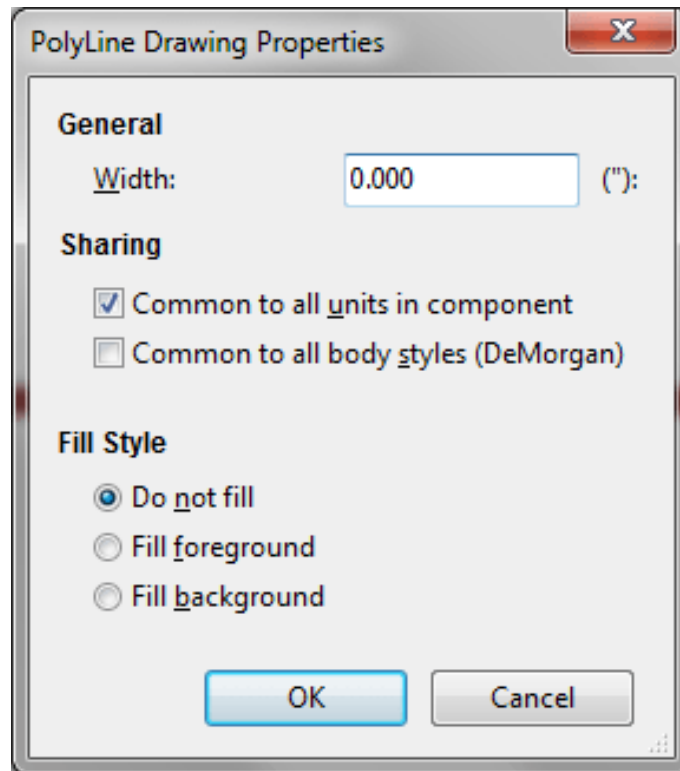 PolyLine Drawing Properties
General
Width: 0.000 ("):
Sharing
Common to all units in component
Common to all body styles (DeMorgan)
Fill Style
Do not fill
Fill foreground
Fill background
OK Cancel